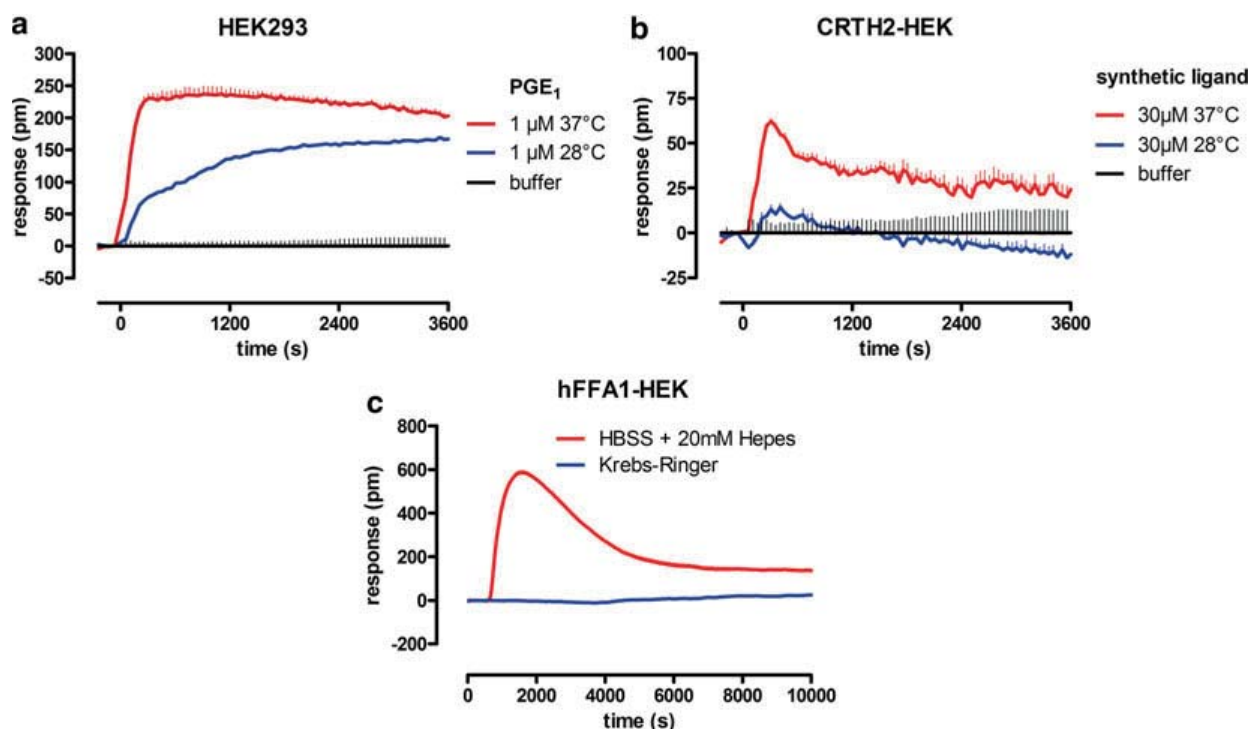 a
HEK293
300
250
200
150
100
50
0
-50
response (pm)
0 1200 2400 3600
time (s)
PGE₁
1 µM 37°C
1 µM 28°C
buffer
b
CRTH2-HEK
100
75
50
25
0
-25
response (pm)
0 1200 2400 3600
time (s)
synthetic ligand
30µM 37°C
30µM 28°C
buffer
c
hFFA1-HEK
800
600
400
200
0
-200
response (pm)
HBSS + 20mM Hepes
Krebs-Ringer
0 2000 4000 6000 8000 10000
time (s)